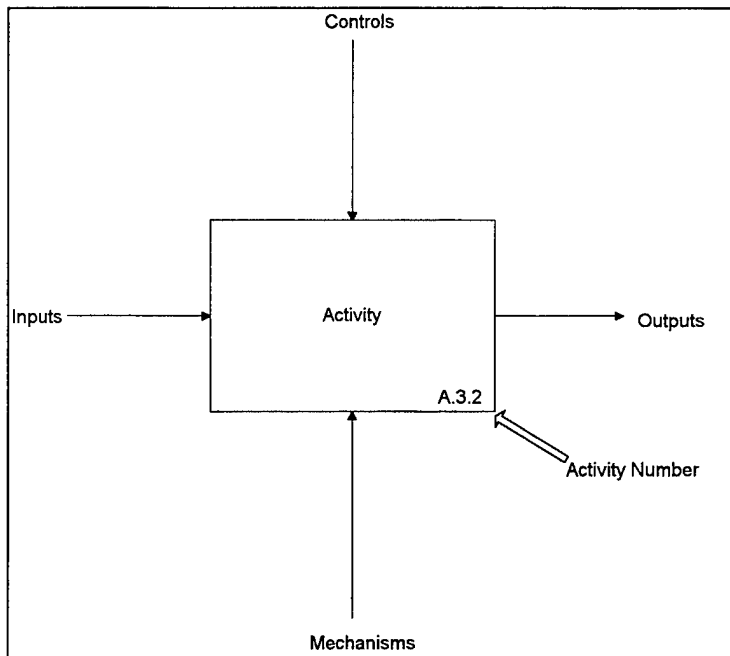 Controls
Inputs
Activity
Outputs
A.3.2
Activity Number
Mechanisms